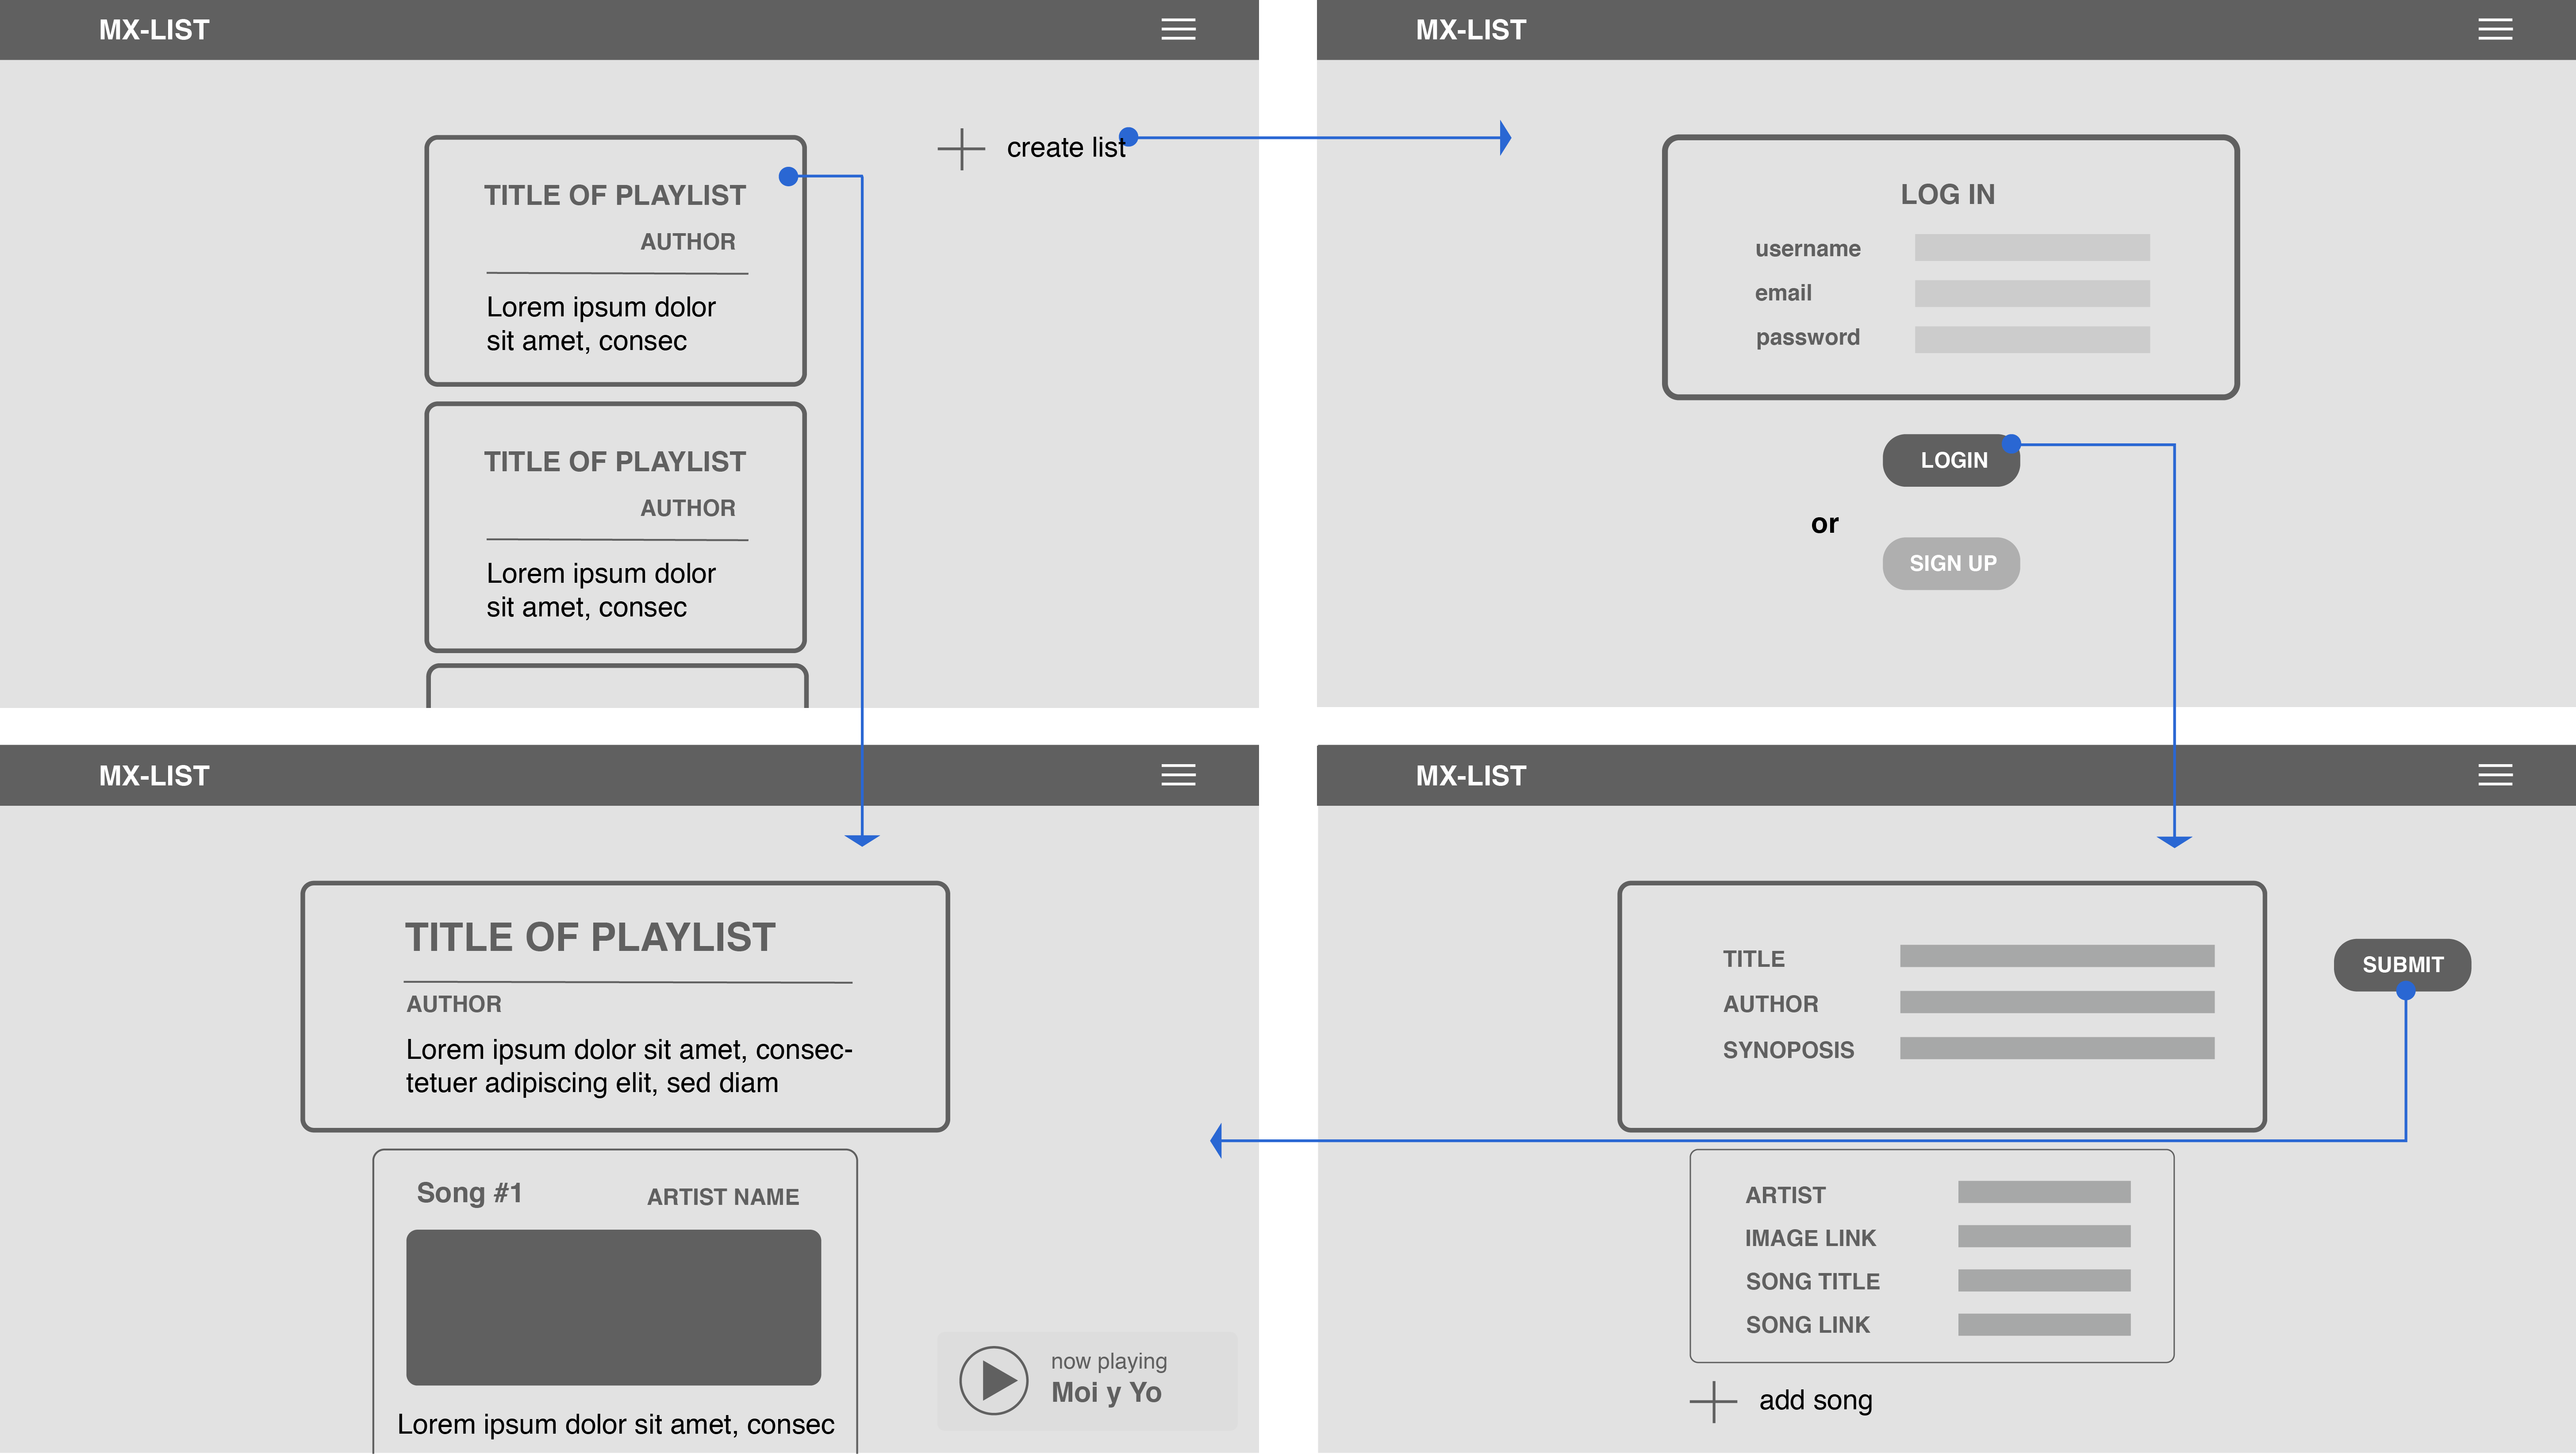 MX-LIST
create list
TITLE OF PLAYLIST
AUTHOR
Lorem ipsum dolor
sit amet, consec
TITLE OF PLAYLIST
AUTHOR
Lorem ipsum dolor
sit amet, consec
MX-LIST
LOG IN
username
email
password
LOGIN
or
SIGN UP
MX-LIST
TITLE OF PLAYLIST
AUTHOR
Lorem ipsum dolor sit amet, consec-
tetuer adipiscing elit, sed diam
Song #1
ARTIST NAME
Lorem ipsum dolor sit amet, consec
now playing
Moi y Yo
MX-LIST
TITLE
AUTHOR
SYNOPOSIS
SUBMIT
ARTIST
IMAGE LINK
SONG TITLE
SONG LINK
add song